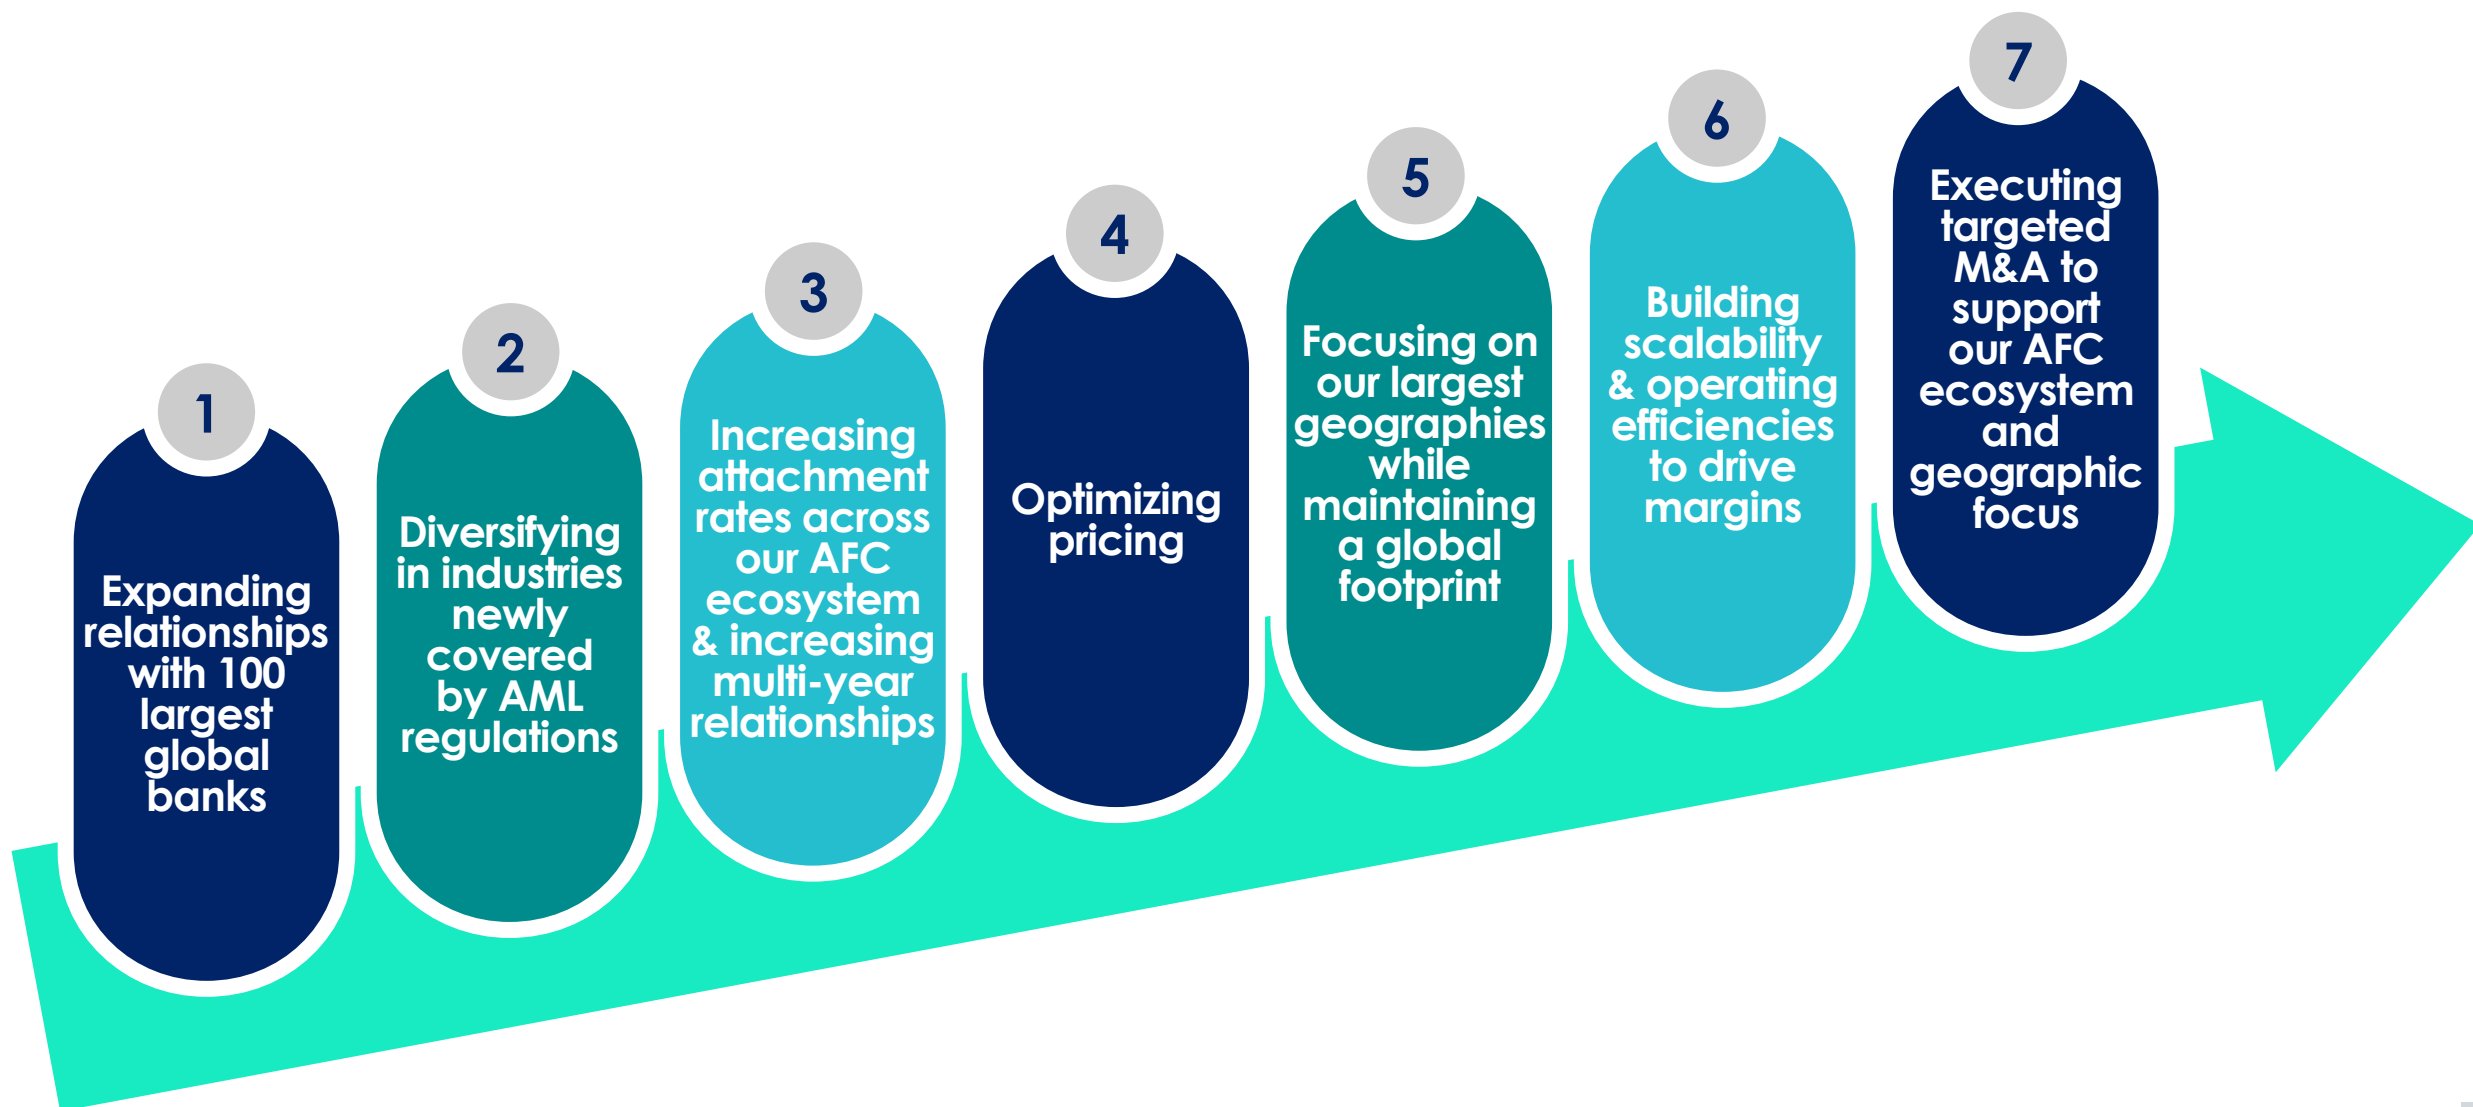 1
Expanding
relationships
with 100
largest
global
banks
2
Diversifying
in industries
newly
covered
by AML
regulations
3
Increasing
attachment
rates across
our AFC
ecosystem
& increasing
multi-year
relationships
4
Optimizing
pricing
5
Focusing on
our largest
geographies
while
maintaining
a global
footprint
6
Building
scalability
& operating
efficiencies
to drive
margins
7
Executing
targeted
M&A to
support
our AFC
ecosystem
and
geographic
focus